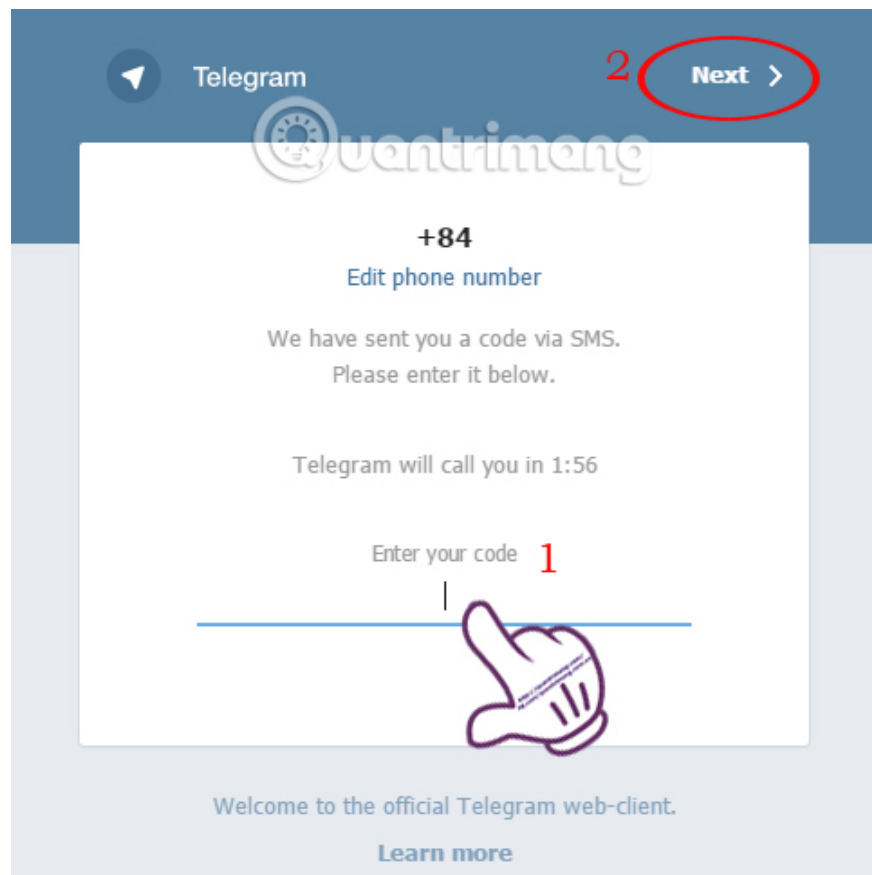 Telegram
2
Next
Quantrimang
+84
Edit phone number
We have sent you a code via SMS.
Please enter it below.
Telegram will call you in 1:56
Enter your code 1
Welcome to the official Telegram web-client.
Learn more